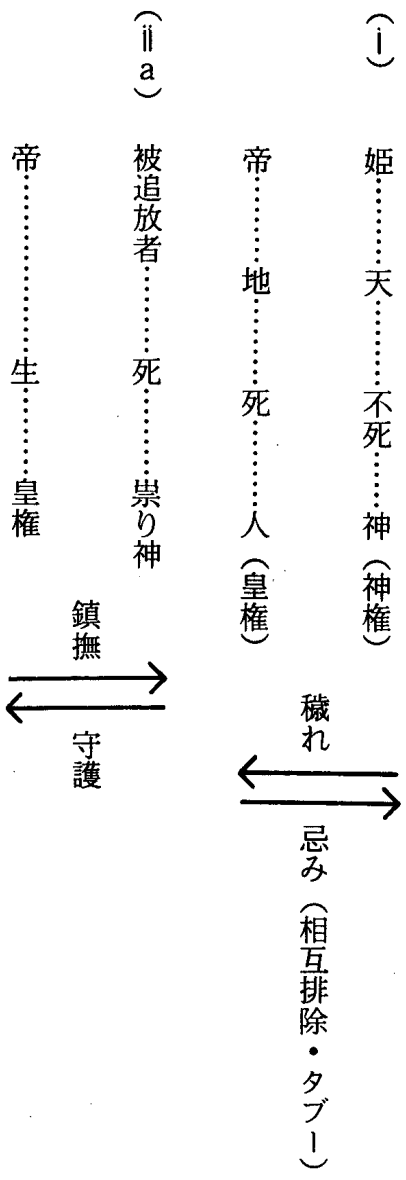 (ⅰ) 姫…………天…………不死……神(神権)
帝…………地…………死…………人(皇権)
穢れ
忌み(相互排除・タブー)
(ⅱa) 被追放者…………死…………祟り神
帝…………………生…………皇権
鎮撫
守護